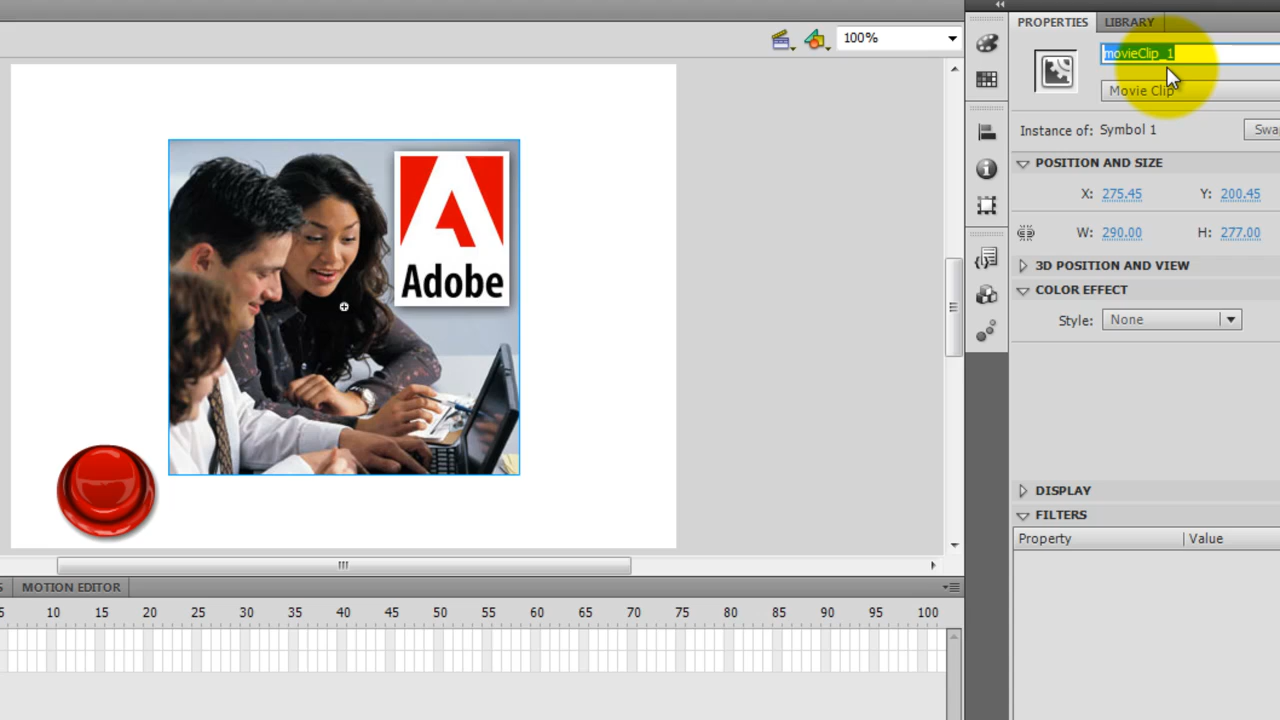 PROPERTIES LIBRARY
100%
movieClip_1
Movie Clip
Instance of: Symbol 1
POSITION AND SIZE
X: 275.45 Y: 200.45
W: 290.00 H: 277.00
3D POSITION AND VIEW
COLOR EFFECT
Style: None
Adobe
DISPLAY
FILTERS
Property Value
MOTION EDITOR
10 15 20 25 30 35 40 45 50 55 60 65 70 75 80 85 90 95 100